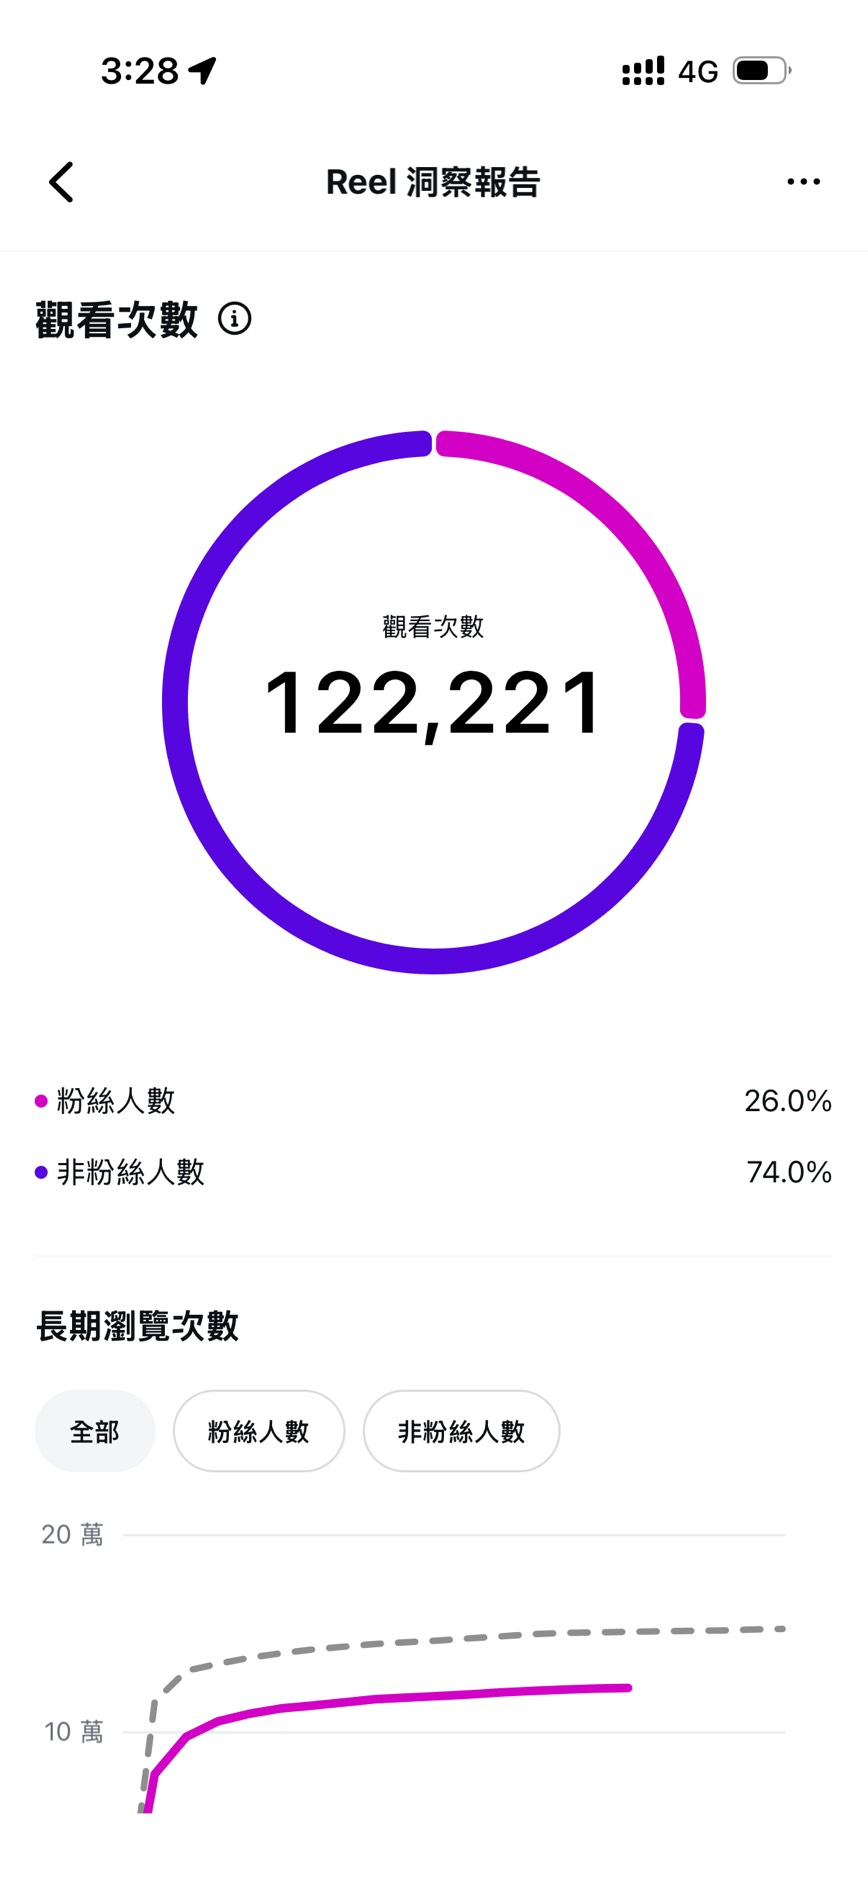 3:28 4G
Reel 洞察報告
觀看次數
觀看次數
122,221
粉絲人數 26.0%
非粉絲人數 74.0%
長期瀏覽次數
全部 粉絲人數 非粉絲人數
20 萬
10 萬